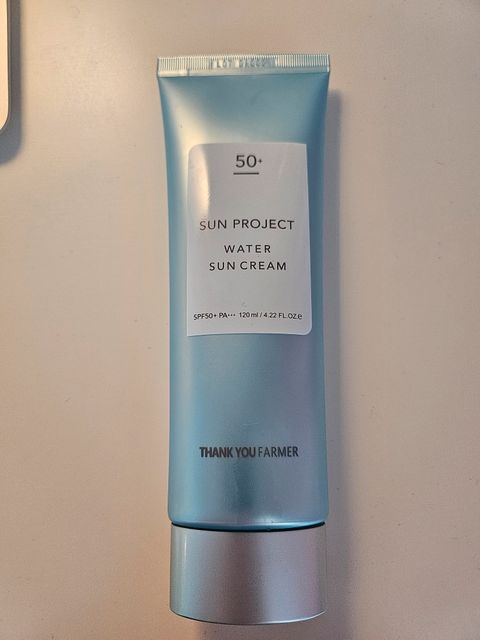 50+
SUN PROJECT
WATER
SUN CREAM
SPF50+ PA+++ 120 ml / 4.22 FL.OZ.e
THANK YOU FARMER